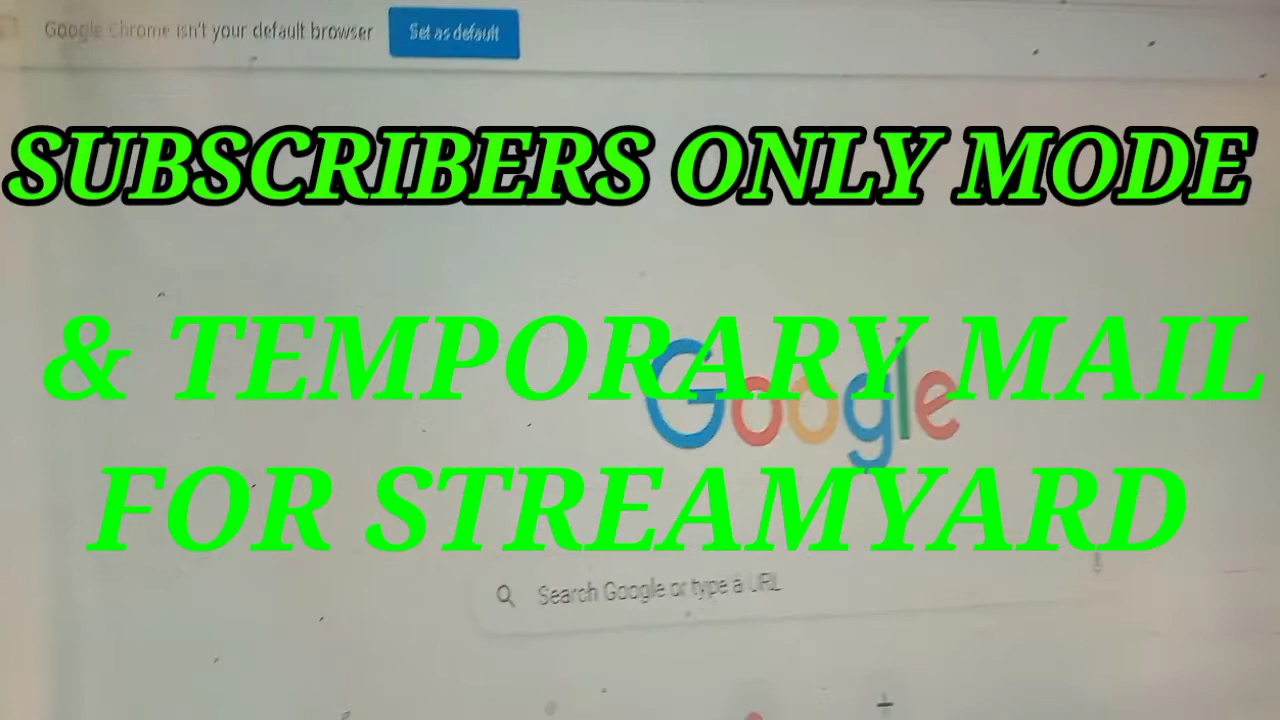 Google Chrome isn't your default browser Set as default
SUBSCRIBERS ONLY MODE
& TEMPORARY MAIL
Google
FOR STREAMYARD
Search Google or type a URL